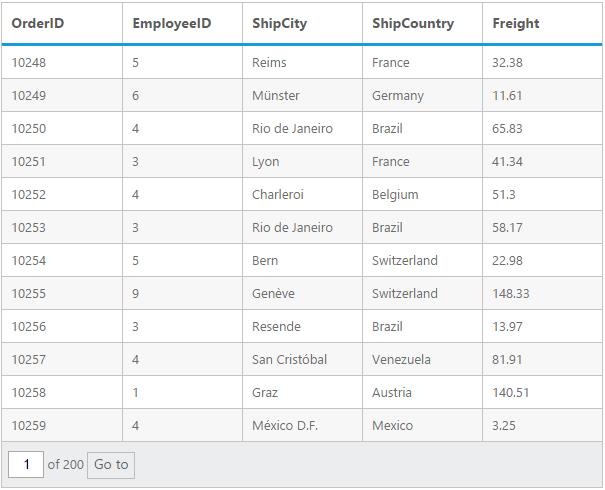 OrderID EmployeeID ShipCity ShipCountry Freight
10248 5 Reims France 32.38
10249 6 Münster Germany 11.61
10250 4 Rio de Janeiro Brazil 65.83
10251 3 Lyon France 41.34
10252 4 Charleroi Belgium 51.3
10253 3 Rio de Janeiro Brazil 58.17
10254 5 Bern Switzerland 22.98
10255 9 Genève Switzerland 148.33
10256 3 Resende Brazil 13.97
10257 4 San Cristóbal Venezuela 81.91
10258 1 Graz Austria 140.51
10259 4 México D.F. Mexico 3.25
1 of 200 Go to